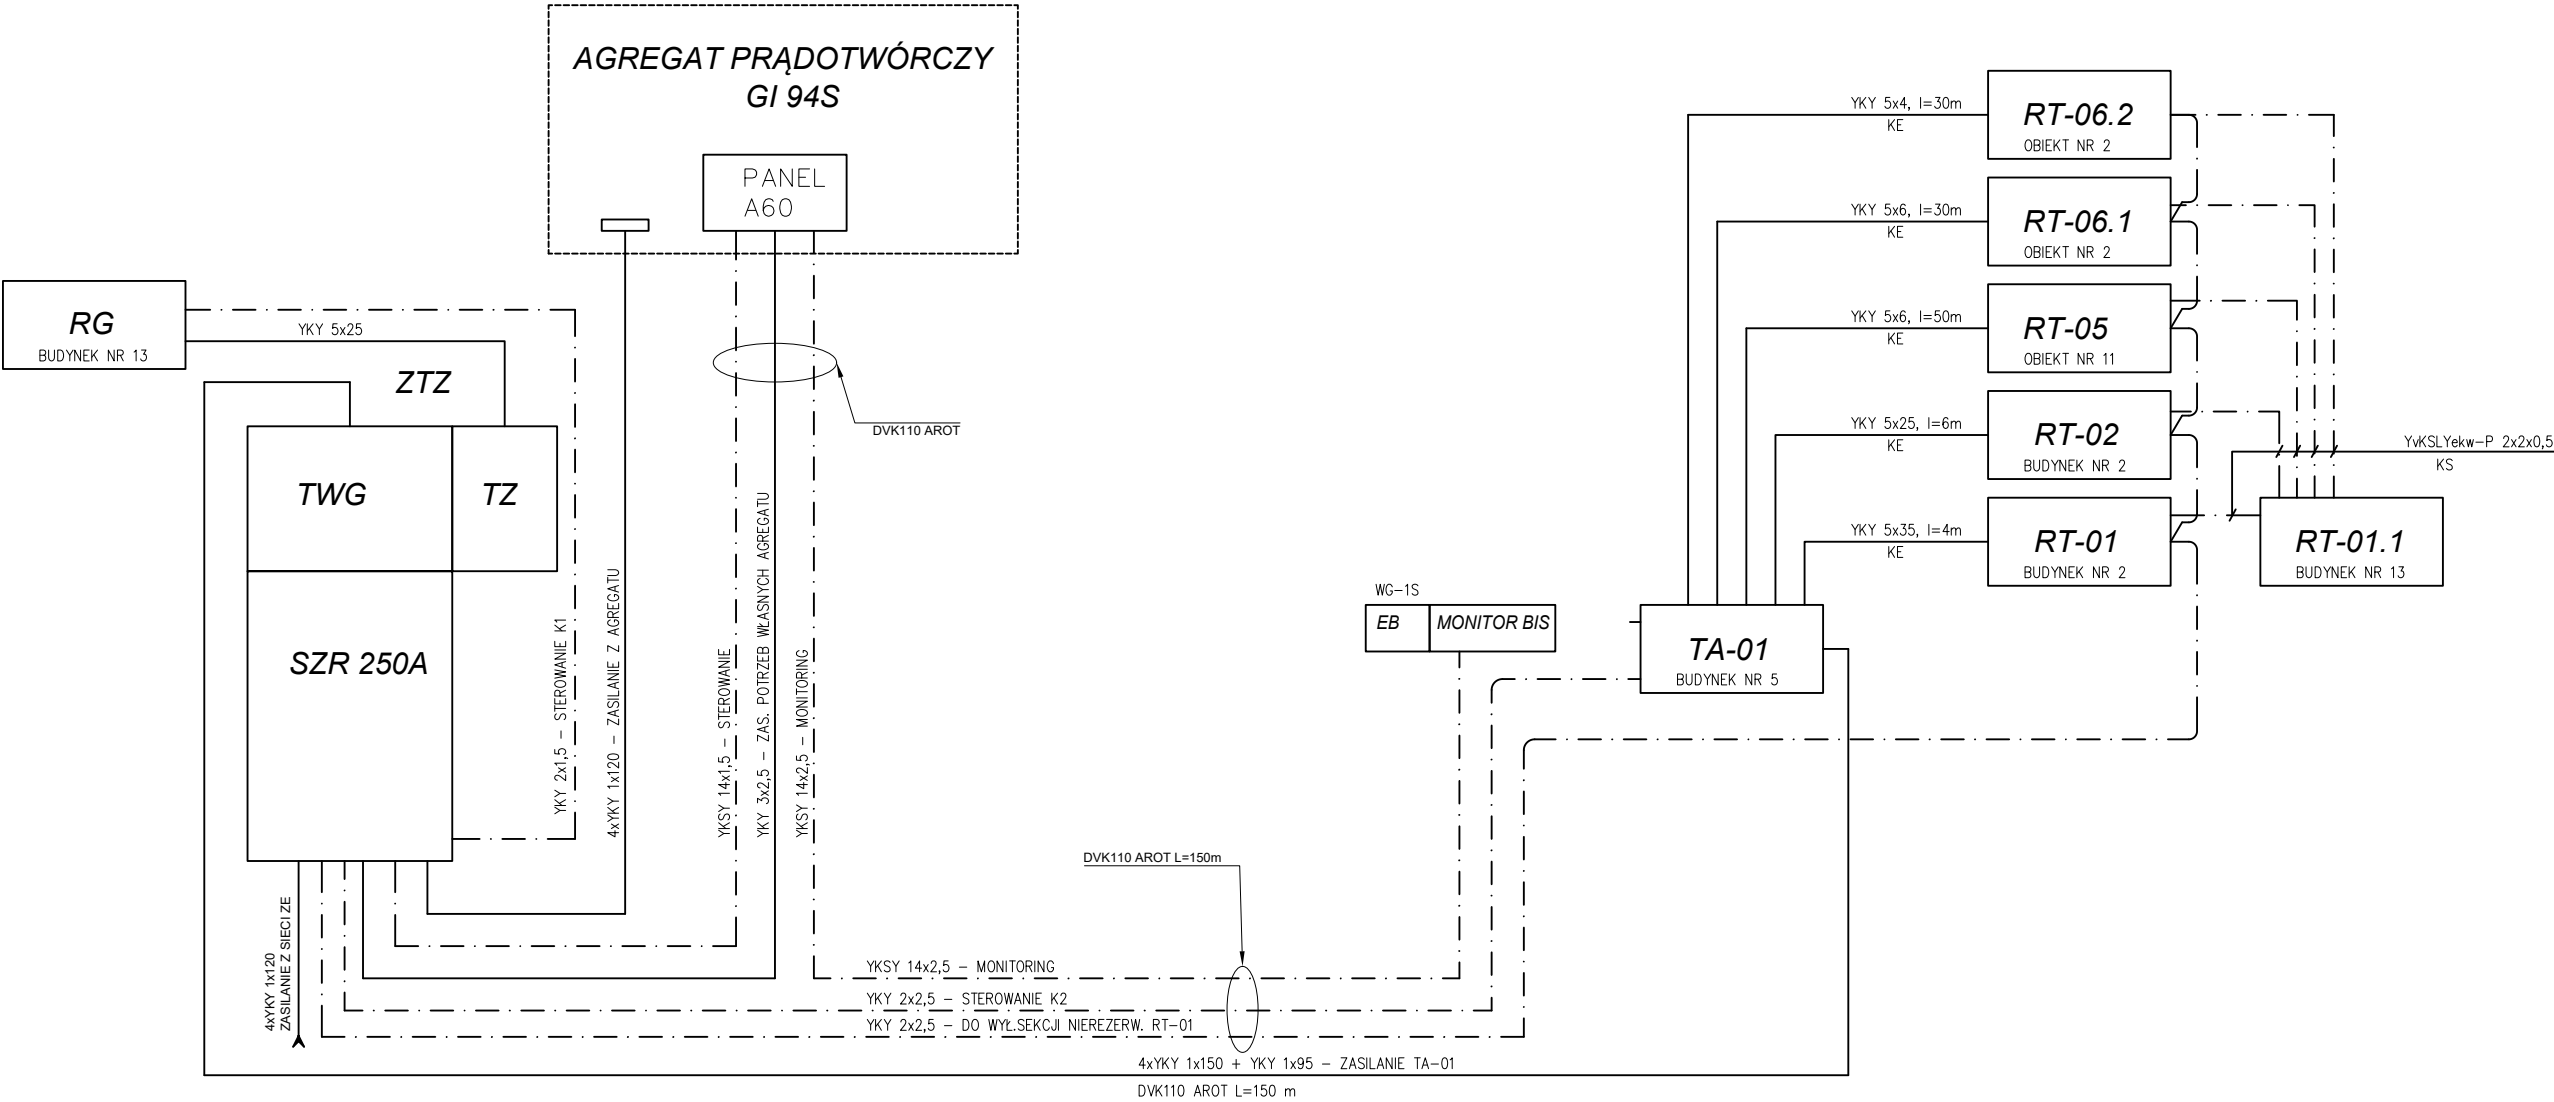 AGREGAT PRĄDOTWÓRCZY
GI 94S
PANEL
A60
RG
BUDYNEK NR 13
YKY 5x25
ZTZ
TWG
TZ
SZR 250A
DVK110 AROT
YKY 2x1,5 – STEROWANIE K1
4xYKY 1x120 – ZASILANIE Z AGREGATU
YKSY 14x1,5 – STEROWANIE
YKY 3x2,5 – ZAS. POTRZEB WŁASNYCH AGREGATU
YKSY 14x2,5 – MONITORING
4xYKY 1x120
ZASILANIE Z SIECI ZE
YKY 5x4, l=30m
KE
RT-06.2
OBIEKT NR 2
YKY 5x6, l=30m
KE
RT-06.1
OBIEKT NR 2
YKY 5x6, l=50m
KE
RT-05
OBIEKT NR 11
YKY 5x25, l=6m
KE
RT-02
BUDYNEK NR 2
YKY 5x35, l=4m
KE
RT-01
BUDYNEK NR 2
YvKSLYekw-P 2x2x0,5
KS
RT-01.1
BUDYNEK NR 13
WG-1S
EB
MONITOR BIS
TA-01
BUDYNEK NR 5
DVK110 AROT L=150m
YKSY 14x2,5 – MONITORING
YKY 2x2,5 – STEROWANIE K2
YKY 2x2,5 – DO WYŁ.SEKCJI NIEREZERW. RT-01
4xYKY 1x150 + YKY 1x95 – ZASILANIE TA-01
DVK110 AROT L=150 m